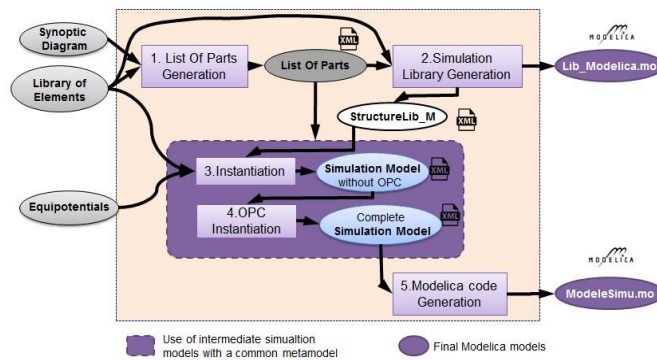 Synoptic
Diagram
Library of
Elements
Equipotentials
1. List Of Parts
Generation
XML
List Of Parts
2.Simulation
Library Generation
MODELICA
Lib_Modelica.mo
StructureLib_M
XML
3.Instantiation
Simulation Model
without OPC
XML
4.OPC
Instantiation
Complete
Simulation Model
XML
5.Modelica code
Generation
MODELICA
ModeleSimu.mo
Use of intermediate simualtion
models with a common metamodel
Final Modelica models